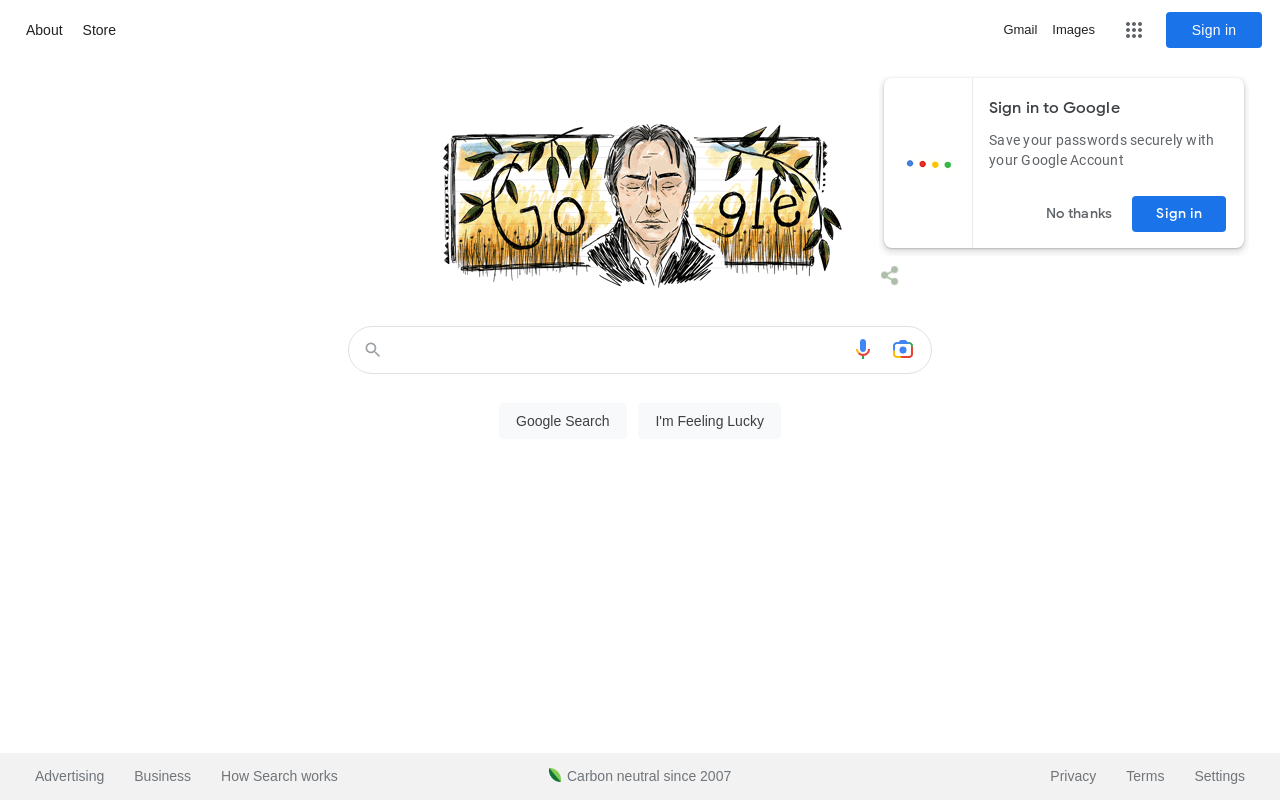 About Store
Gmail Images
Sign in
Sign in to Google
Save your passwords securely with
your Google Account
No thanks
Sign in
Go gle
Google Search
I'm Feeling Lucky
Advertising Business How Search works
Carbon neutral since 2007
Privacy Terms Settings